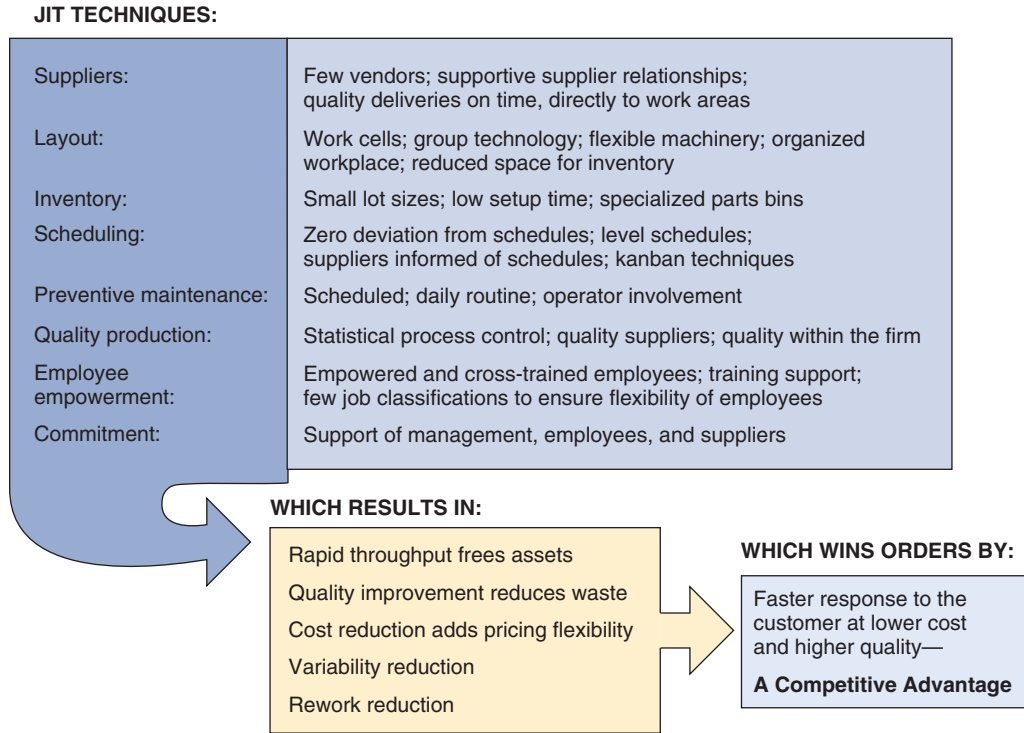 JIT TECHNIQUES:
Suppliers:
Few vendors; supportive supplier relationships;
quality deliveries on time, directly to work areas
Layout:
Work cells; group technology; flexible machinery; organized
workplace; reduced space for inventory
Inventory:
Small lot sizes; low setup time; specialized parts bins
Scheduling:
Zero deviation from schedules; level schedules;
suppliers informed of schedules; kanban techniques
Preventive maintenance:
Scheduled; daily routine; operator involvement
Quality production:
Statistical process control; quality suppliers; quality within the firm
Employee
empowerment:
Empowered and cross-trained employees; training support;
few job classifications to ensure flexibility of employees
Commitment:
Support of management, employees, and suppliers
WHICH RESULTS IN:
Rapid throughput frees assets
Quality improvement reduces waste
Cost reduction adds pricing flexibility
Variability reduction
Rework reduction
WHICH WINS ORDERS BY:
Faster response to the
customer at lower cost
and higher quality—
A Competitive Advantage